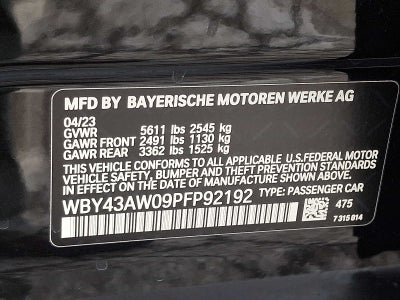 MFD BY BAYERISCHE MOTOREN WERKE AG
04/23
GVWR 5611 lbs 2545 kg
GAWR FRONT 2491 lbs 1130 kg
GAWR REAR 3362 lbs 1525 kg
THIS VEHICLE CONFORMS TO ALL APPLICABLE U.S. FEDERAL MOTOR
VEHICLE SAFETY, BUMPER, AND THEFT PREVENTION STANDARDS
IN EFFECT ON THE DATE OF MANUFACTURE SHOWN ABOVE.
WBY43AW09PFP92192 TYPE: PASSENGER CAR
475
7 315 814